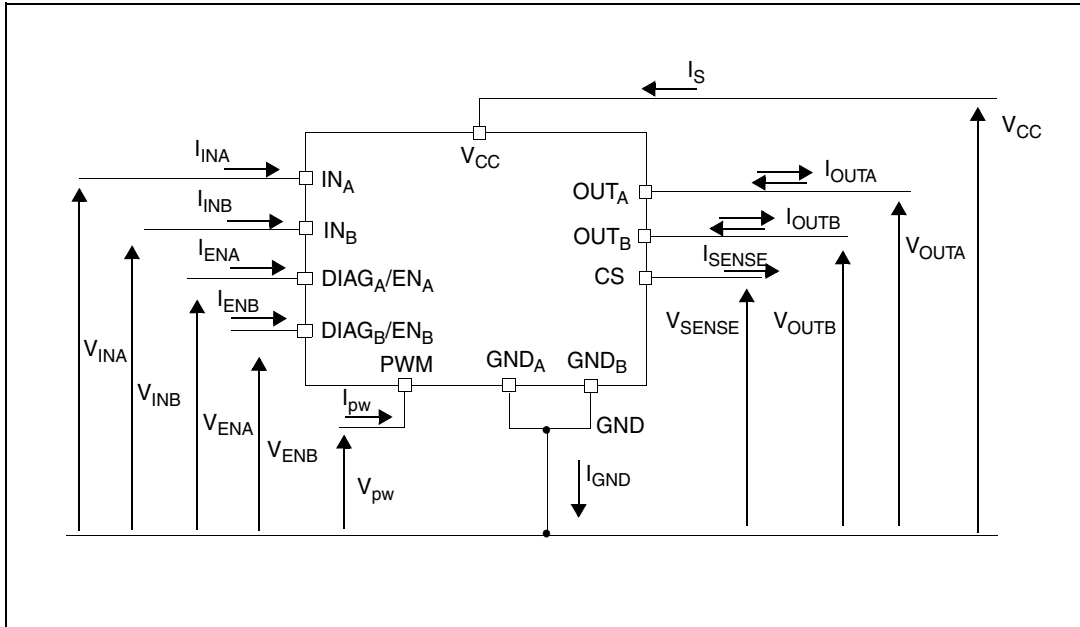 I_S
V_CC
V_CC
I_INA
IN_A
I_OUTA
OUT_A
I_INB
IN_B
I_OUTB
OUT_B
V_OUTA
I_ENA
DIAG_A/EN_A
I_SENSE
CS
I_ENB
DIAG_B/EN_B
V_SENSE
V_OUTB
V_INA
PWM
GND_A
GND_B
V_INB
I_pw
V_ENA
GND
V_ENB
I_GND
V_pw